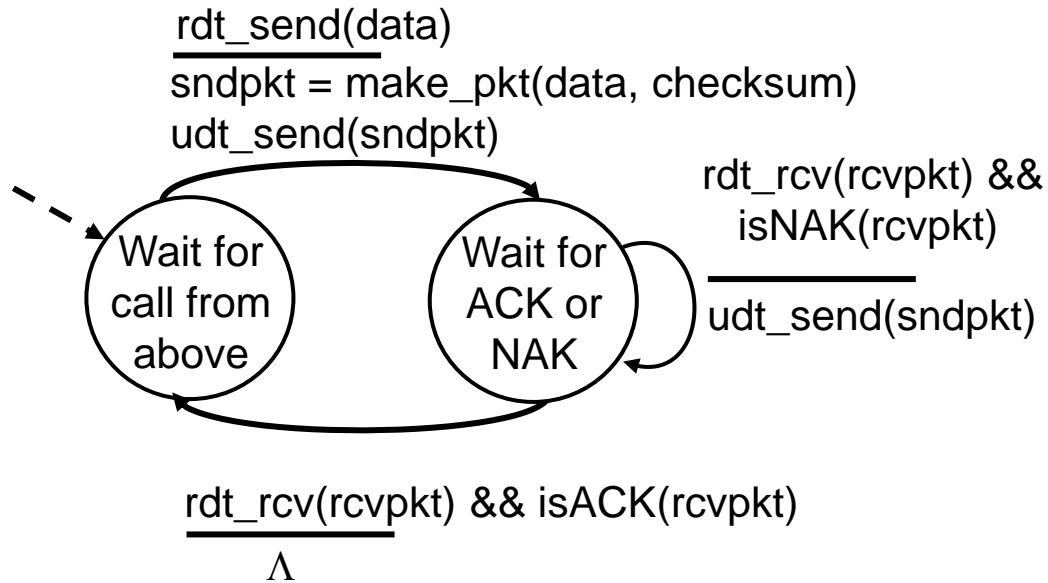 rdt_send(data)
sndpkt = make_pkt(data, checksum)
udt_send(sndpkt)
Wait for
call from
above
Wait for
ACK or
NAK
rdt_rcv(rcvpkt) &&
isNAK(rcvpkt)
udt_send(sndpkt)
rdt_rcv(rcvpkt) && isACK(rcvpkt)
Λ